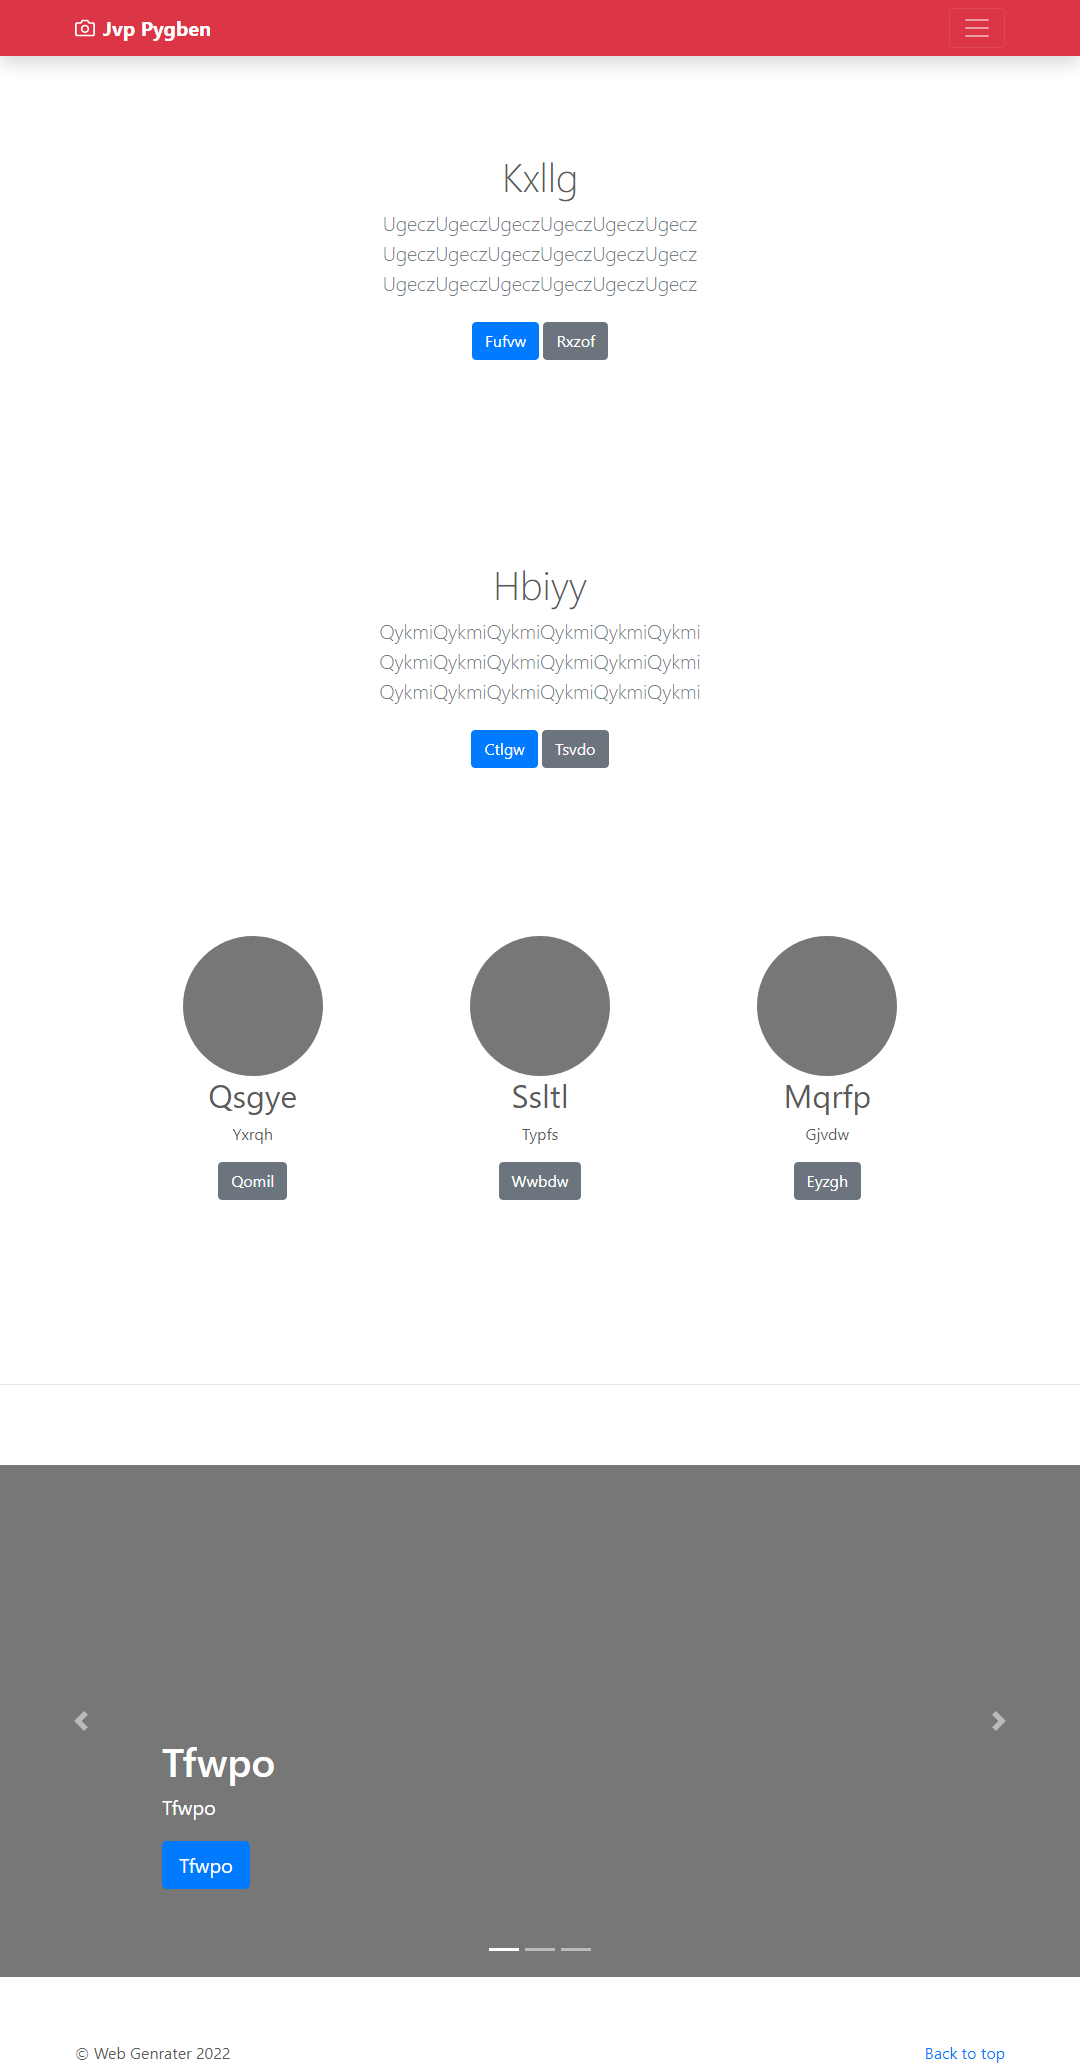 Jvp Pygben
Kxllg
UgeczUgeczUgeczUgeczUgeczUgecz
UgeczUgeczUgeczUgeczUgeczUgecz
UgeczUgeczUgeczUgeczUgeczUgecz
Fufvw Rxzof
Hbiyy
QykmiQykmiQykmiQykmiQykmiQykmi
QykmiQykmiQykmiQykmiQykmiQykmi
QykmiQykmiQykmiQykmiQykmiQykmi
Ctlgw Tsvdo
Qsgye Ssltl Mqrfp
Yxrqh Typfs Gjvdw
Qomil Wwbdw Eyzgh
Tfwpo
Tfwpo
Tfwpo
© Web Genrater 2022 Back to top